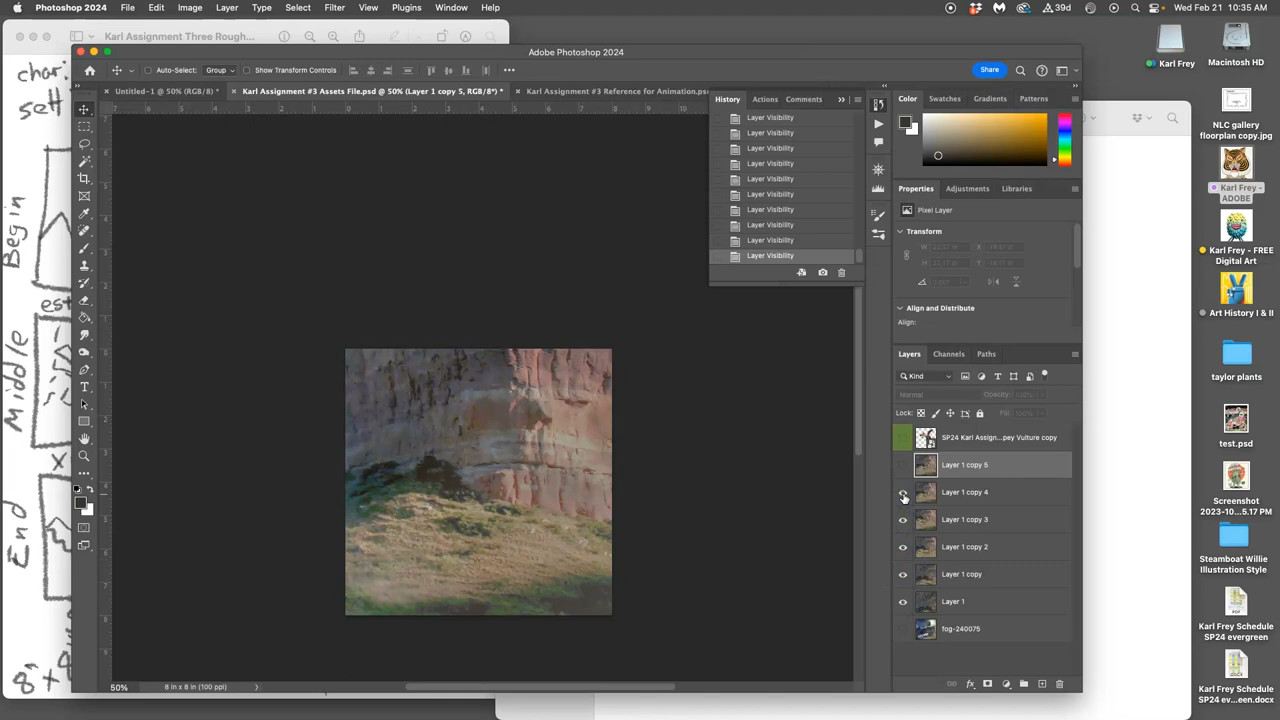 Photoshop 2024 File Edit Image Layer Type Select Filter View Plugins Window Help
39d
Wed Feb 21 10:35 AM
Karl Assignment Three Rough...
Adobe Photoshop 2024
Auto-Select: Group
Show Transform Controls
Share
Untitled-1 @ 50% (RGB/8) *
Karl Assignment #3 Assets File.psd @ 50% (Layer 1 copy 5, RGB/8*) *
Karl Assignment #3 Reference for Animation.psd
History Actions Comments
Layer Visibility
Layer Visibility
Layer Visibility
Layer Visibility
Layer Visibility
Layer Visibility
Layer Visibility
Layer Visibility
Layer Visibility
Layer Visibility
Color Swatches Gradients Patterns
Properties Adjustments Libraries
Pixel Layer
Transform
Align and Distribute
Align:
Layers Channels Paths
Kind
Normal Opacity: 100%
Lock: Fill: 100%
SP24 Karl Assign...pey Vulture copy
Layer 1 copy 5
Layer 1 copy 4
Layer 1 copy 3
Layer 1 copy 2
Layer 1 copy
Layer 1
fog-240075
50% 8 in x 8 in (100 ppi)
char.
sett
Begin
est
Middle
X
End
8"
Karl Frey
Macintosh HD
NLC gallery
floorplan copy.jpg
Karl Frey -
ADOBE
Karl Frey - FREE
Digital Art
Art History I & II
taylor plants
test.psd
Screenshot
2023-10...5.17 PM
Steamboat Willie
Illustration Style
Karl Frey Schedule
SP24 evergreen
Karl Frey Schedule
SP24 ev...een.docx